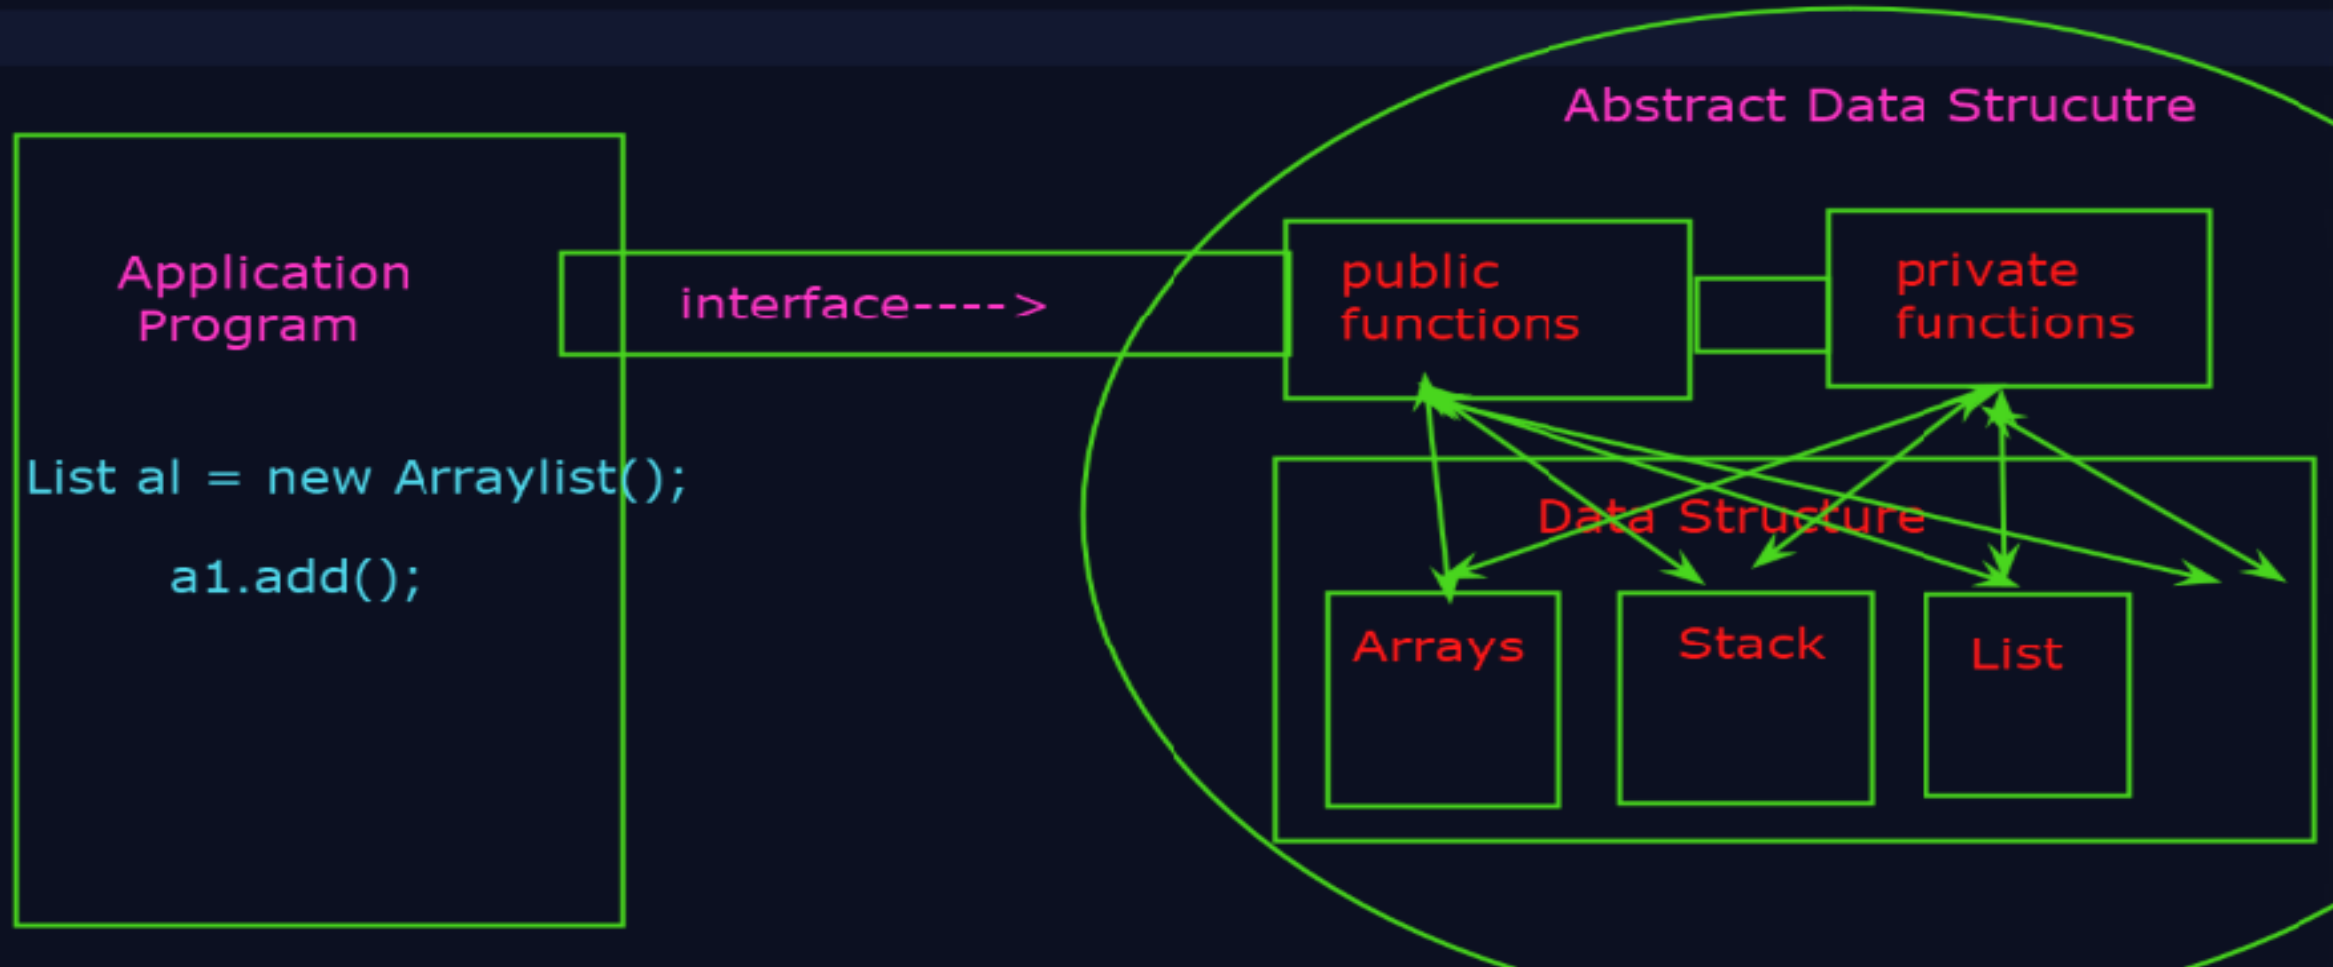 Abstract Data Strucutre
Application
Program
interface---->
public
functions
private
functions
List al = new Arraylist();
a1.add();
Data Structure
Arrays
Stack
List